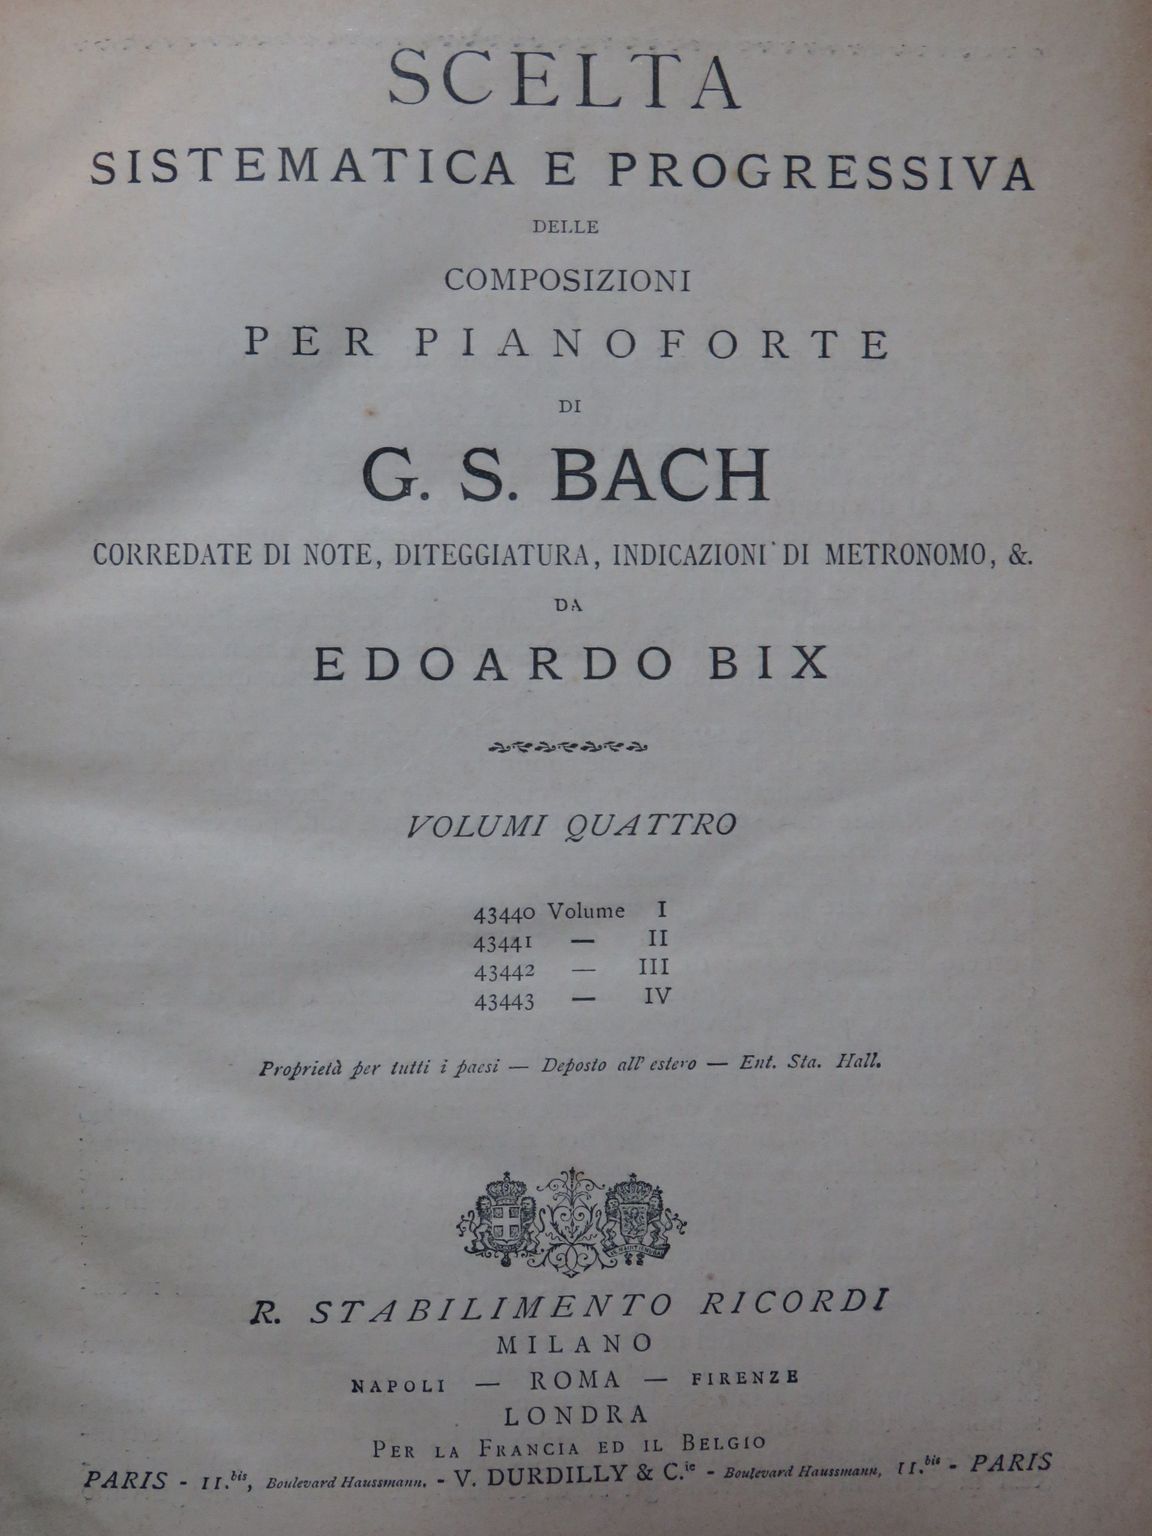 SCELTA
SISTEMATICA E PROGRESSIVA
DELLE
COMPOSIZIONI
PER PIANOFORTE
DI
G. S. BACH
CORREDATE DI NOTE, DITEGGIATURA, INDICAZIONI DI METRONOMO, &.
DA
EDOARDO BIX
VOLUMI QUATTRO
43440 Volume I
43441 — II
43442 — III
43443 — IV
Proprietà per tutti i paesi — Deposto all' estero — Ent. Sta. Hall.
R. STABILIMENTO RICORDI
MILANO
NAPOLI — ROMA — FIRENZE
LONDRA
PER LA FRANCIA ED IL BELGIO
PARIS - 11.bis, Boulevard Haussmann, - V. DURDILLY & C.ie - Boulevard Haussmann, 11.bis - PARIS